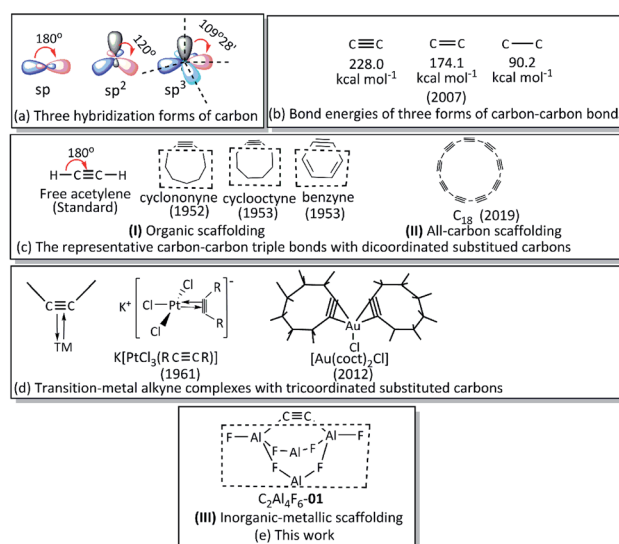 180°
120°
109°28'
sp
sp²
sp³
(a) Three hybridization forms of carbon
C≡C C=C C—C
228.0 174.1 90.2
kcal mol⁻¹ kcal mol⁻¹ kcal mol⁻¹
(2007)
(b) Bond energies of three forms of carbon-carbon bond
180°
H—C≡C—H
Free acetylene
(Standard)
cyclononyne
(1952)
cyclooctyne
(1953)
benzyne
(1953)
C₁₈ (2019)
(I) Organic scaffolding
(II) All-carbon scaffolding
(c) The representative carbon-carbon triple bonds with dicoordinated substitued carbons
C≡C
TM
K⁺
Cl
Cl
Cl
Pt
R
R
−
K[PtCl₃(RC≡CR)]
(1961)
Au
Cl
[Au(coct)₂Cl]
(2012)
(d) Transition-metal alkyne complexes with tricoordinated substituted carbons
C≡C
F—Al Al—F
F Al F
F F
Al
C₂Al₄F₆-01
(III) Inorganic-metallic scaffolding
(e) This work